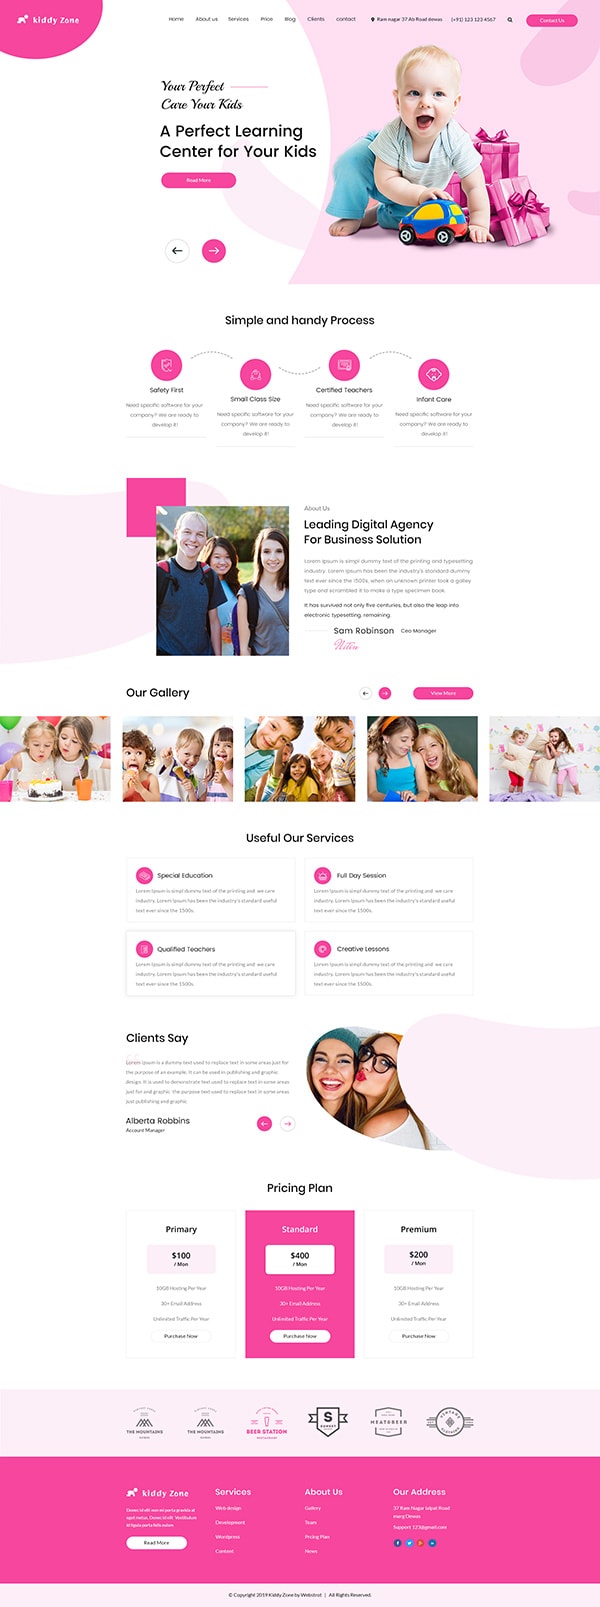 kiddy Zone
Home About us Services Price Blog Clients contact
Ram nagar 37 Ab Road dewas (+91) 123 123 4567
Contact Us
Your Perfect
Care Your Kids
A Perfect Learning
Center for Your Kids
Read More
Simple and handy Process
Safety First
Need specific software for your
company? We are ready to
develop it!
Small Class Size
Need specific software for your
company? We are ready to
develop it!
Certified Teachers
Need specific software for your
company? We are ready to
develop it!
Infant Care
Need specific software for your
company? We are ready to
develop it!
About Us
Leading Digital Agency
For Business Solution
Lorem Ipsum is simpl dummy text of the printing and typesetting
industry. Lorem Ipsum has been the industry's standard dummy
text ever since the 1500s, when an unknown printer took a galley
type and scrambled it to make a type specimen book.
It has survived not only five centuries, but also the leap into
electronic typesetting, remaining.
Sam Robinson Ceo Manager
Our Gallery
View More
Useful Our Services
Special Education
Lorem Ipsum is simpl dummy text of the printing and we care
industry. Lorem Ipsum has been the industry's standard useful
text ever since the 1500s.
Full Day Session
Lorem Ipsum is simpl dummy text of the printing and we care
industry. Lorem Ipsum has been the industry's standard useful
text ever since the 1500s.
Qualified Teachers
Lorem Ipsum is simpl dummy text of the printing and we care
industry. Lorem Ipsum has been the industry's standard useful
text ever since the 1500s.
Creative Lessons
Lorem Ipsum is simpl dummy text of the printing and we care
industry. Lorem Ipsum has been the industry's standard useful
text ever since the 1500s.
Clients Say
Lorem ipsum is a dummy text used to replace text in some areas just for
the purpose of an example. It can be used in publishing and graphic
design. It is used to demonstrate text used to replace text in some areas
just for and graphic. the purpose text used to replace text in some areas
just publishing and graphic.
Alberta Robbins
Account Manager
Pricing Plan
Primary
$100
/ Mon
10GB Hosting Per Year
30+ Email Address
Unlimited Traffic Per Year
Purchase Now
Standard
$400
/ Mon
10GB Hosting Per Year
30+ Email Address
Unlimited Traffic Per Year
Purchase Now
Premium
$200
/ Mon
10GB Hosting Per Year
30+ Email Address
Unlimited Traffic Per Year
Purchase Now
THE MOUNTAINS
THE MOUNTAINS
BEER STATION
RESTAURANT
S
SUNSET
MEAT&BEER
VINTAGE
kiddy Zone
Donec id elit non mi porta gravida at
eget metus. Donec id elit Vestibulum
id ligula porta felis euism
Read More
Services
Web design
Development
Wordpress
Content
About Us
Gallery
Team
Prcing Plan
News
Our Address
37 Ram Nagar Jaipat Road
marg Dewas
Support 123@gmail.com
© Copyright 2019 Kiddy Zone by Webstrot | All Rights Reserved.